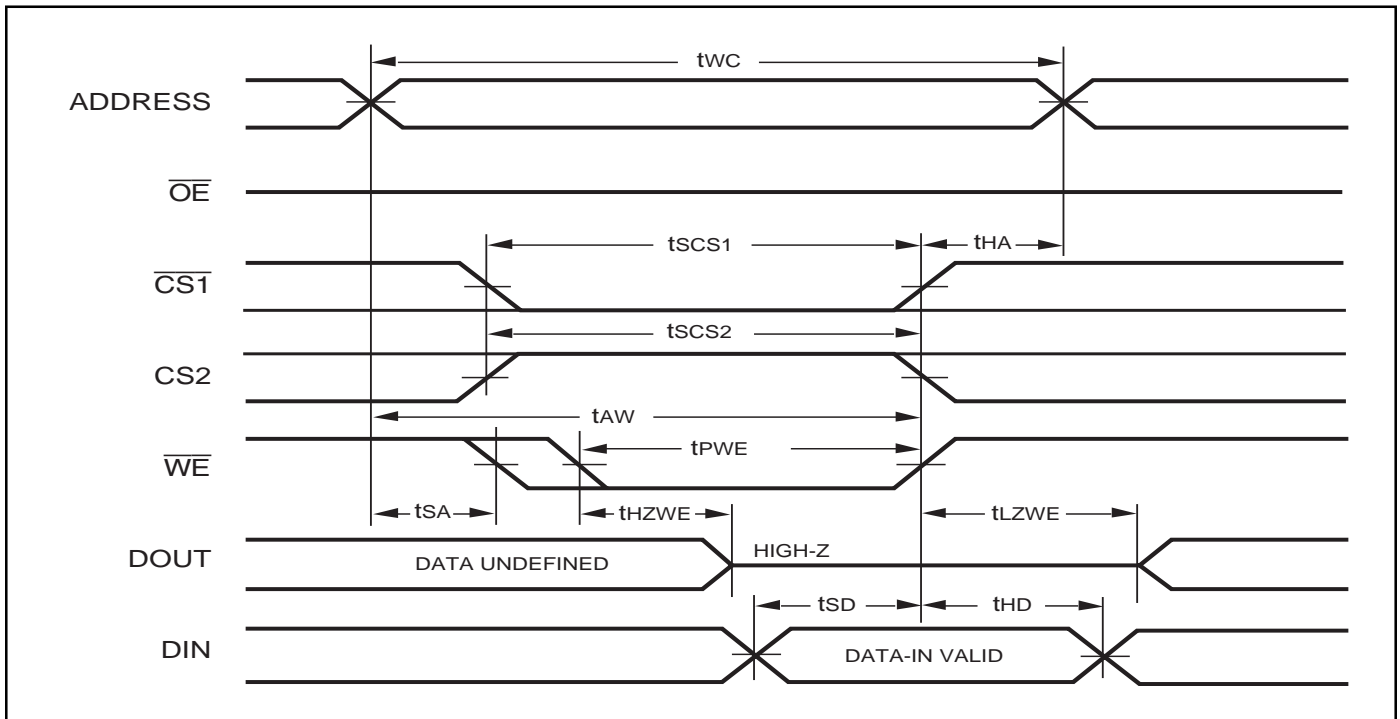 tWC
ADDRESS
OE
tSCS1
tHA
CS1
tSCS2
CS2
tAW
tPWE
WE
tSA
tHZWE
tLZWE
DOUT
DATA UNDEFINED
HIGH-Z
tSD
tHD
DIN
DATA-IN VALID